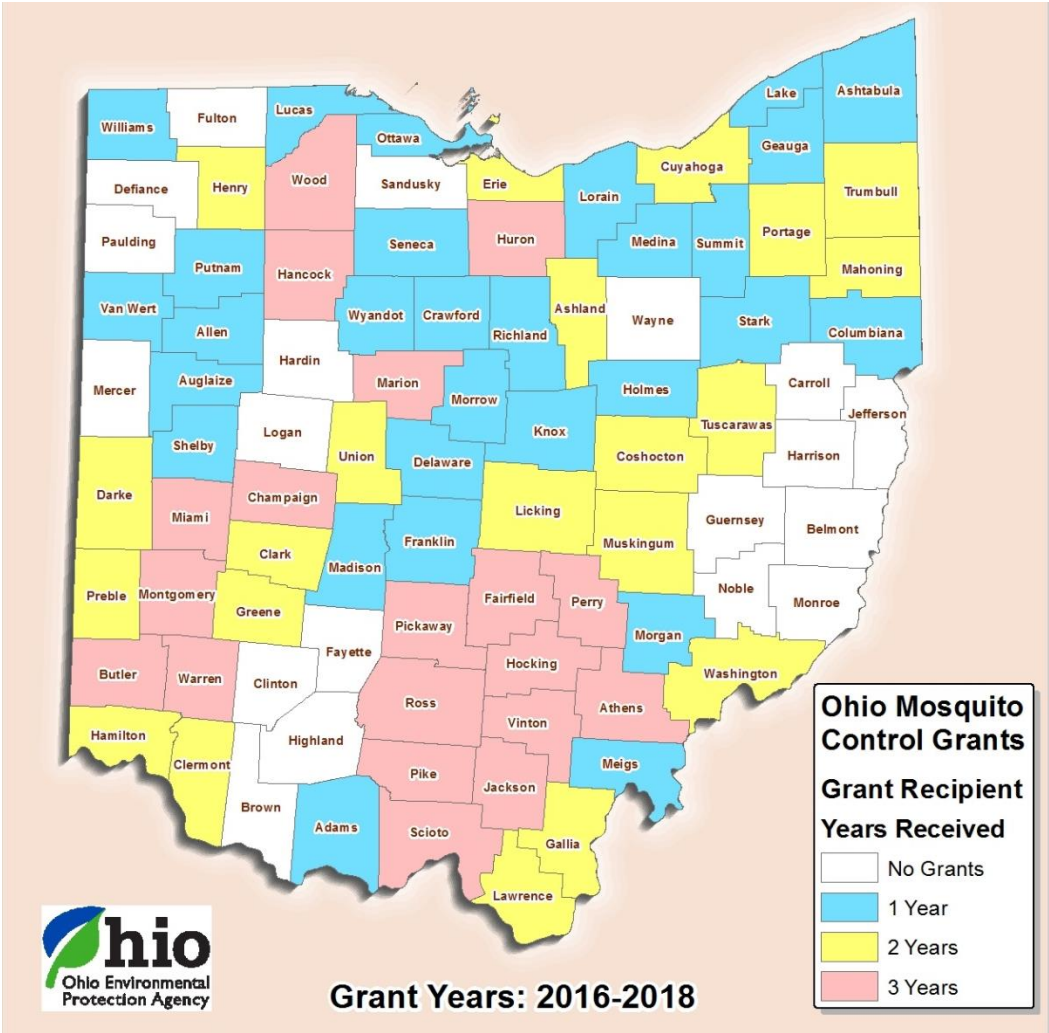 Ashtabula
Lake
Geauga
Lucas
Fulton
Williams
Ottawa
Cuyahoga
Wood
Sandusky
Erie
Lorain
Trumbull
Defiance
Henry
Portage
Paulding
Huron
Seneca
Medina
Summit
Putnam
Hancock
Mahoning
Van Wert
Ashland
Wyandot
Crawford
Wayne
Stark
Allen
Richland
Columbiana
Hardin
Mercer
Auglaize
Marion
Carroll
Holmes
Morrow
Jefferson
Logan
Knox
Tuscarawas
Shelby
Union
Delaware
Coshocton
Harrison
Darke
Champaign
Licking
Miami
Guernsey
Belmont
Franklin
Muskingum
Clark
Madison
Noble
Preble
Montgomery
Fairfield
Perry
Monroe
Greene
Pickaway
Morgan
Fayette
Hocking
Washington
Butler
Warren
Clinton
Ross
Vinton
Athens
Hamilton
Highland
Clermont
Meigs
Pike
Jackson
Brown
Adams
Scioto
Gallia
Lawrence
Ohio Mosquito
Control Grants
Grant Recipient
Years Received
No Grants
1 Year
2 Years
3 Years
Ohio
Ohio Environmental
Protection Agency
Grant Years: 2016-2018